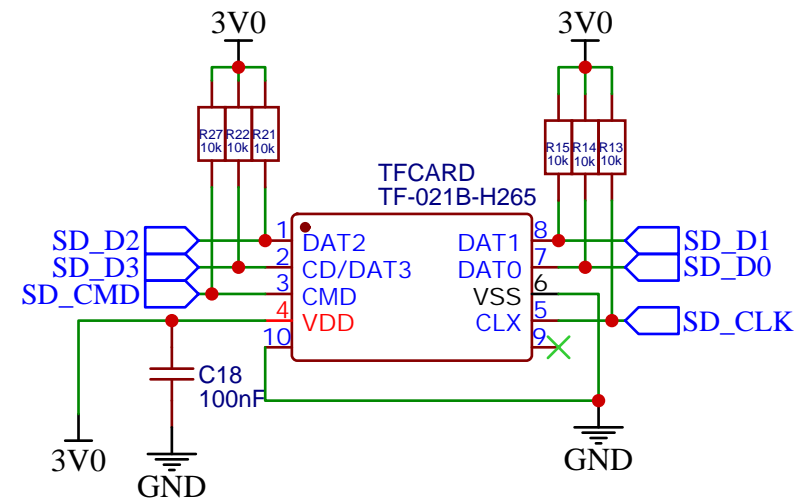 3V0
3V0
R27
10k
R22
10k
R21
10k
R15
10k
R14
10k
R13
10k
TFCARD
TF-021B-H265
SD_D2
1
DAT2
DAT1
8
SD_D1
SD_D3
2
CD/DAT3
DAT0
7
SD_D0
SD_CMD
3
CMD
VSS
6
4
VDD
CLX
5
SD_CLK
10
9
C18
100nF
3V0
GND
GND